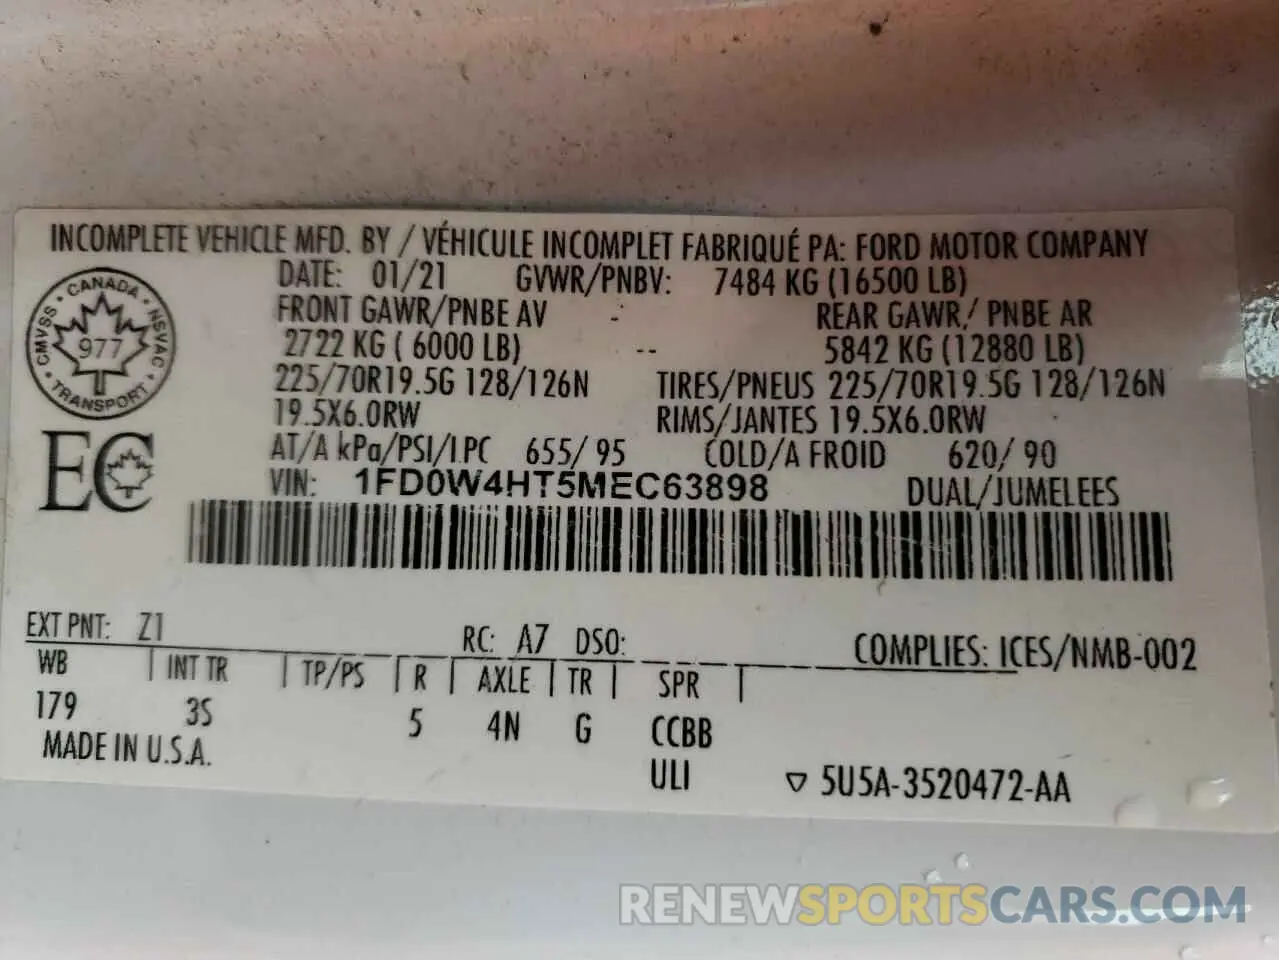 INCOMPLETE VEHICLE MFD. BY / VÉHICULE INCOMPLET FABRIQUÉ PA: FORD MOTOR COMPANY
DATE: 01/21 GVWR/PNBV: 7484 KG (16500 LB)
FRONT GAWR/PNBE AV - REAR GAWR/ PNBE AR
2722 KG ( 6000 LB) -- 5842 KG (12880 LB)
225/70R19.5G 128/126N TIRES/PNEUS 225/70R19.5G 128/126N
19.5X6.0RW RIMS/JANTES 19.5X6.0RW
AT/A kPa/PSI/LPC 655/ 95 COLD/A FROID 620/ 90
VIN: 1FD0W4HT5MEC63898 DUAL/JUMELEES
CANADA
CMVSS • NSVAC
977
TRANSPORT
EC
EXT PNT: Z1 RC: A7 DSO: COMPLIES: ICES/NMB-002
WB | INT TR | TP/PS | R | AXLE | TR | SPR |
179 3S 5 4N G CCBB
MADE IN U.S.A. ULI ▽ 5U5A-3520472-AA
RENEWSPORTSCARS.COM